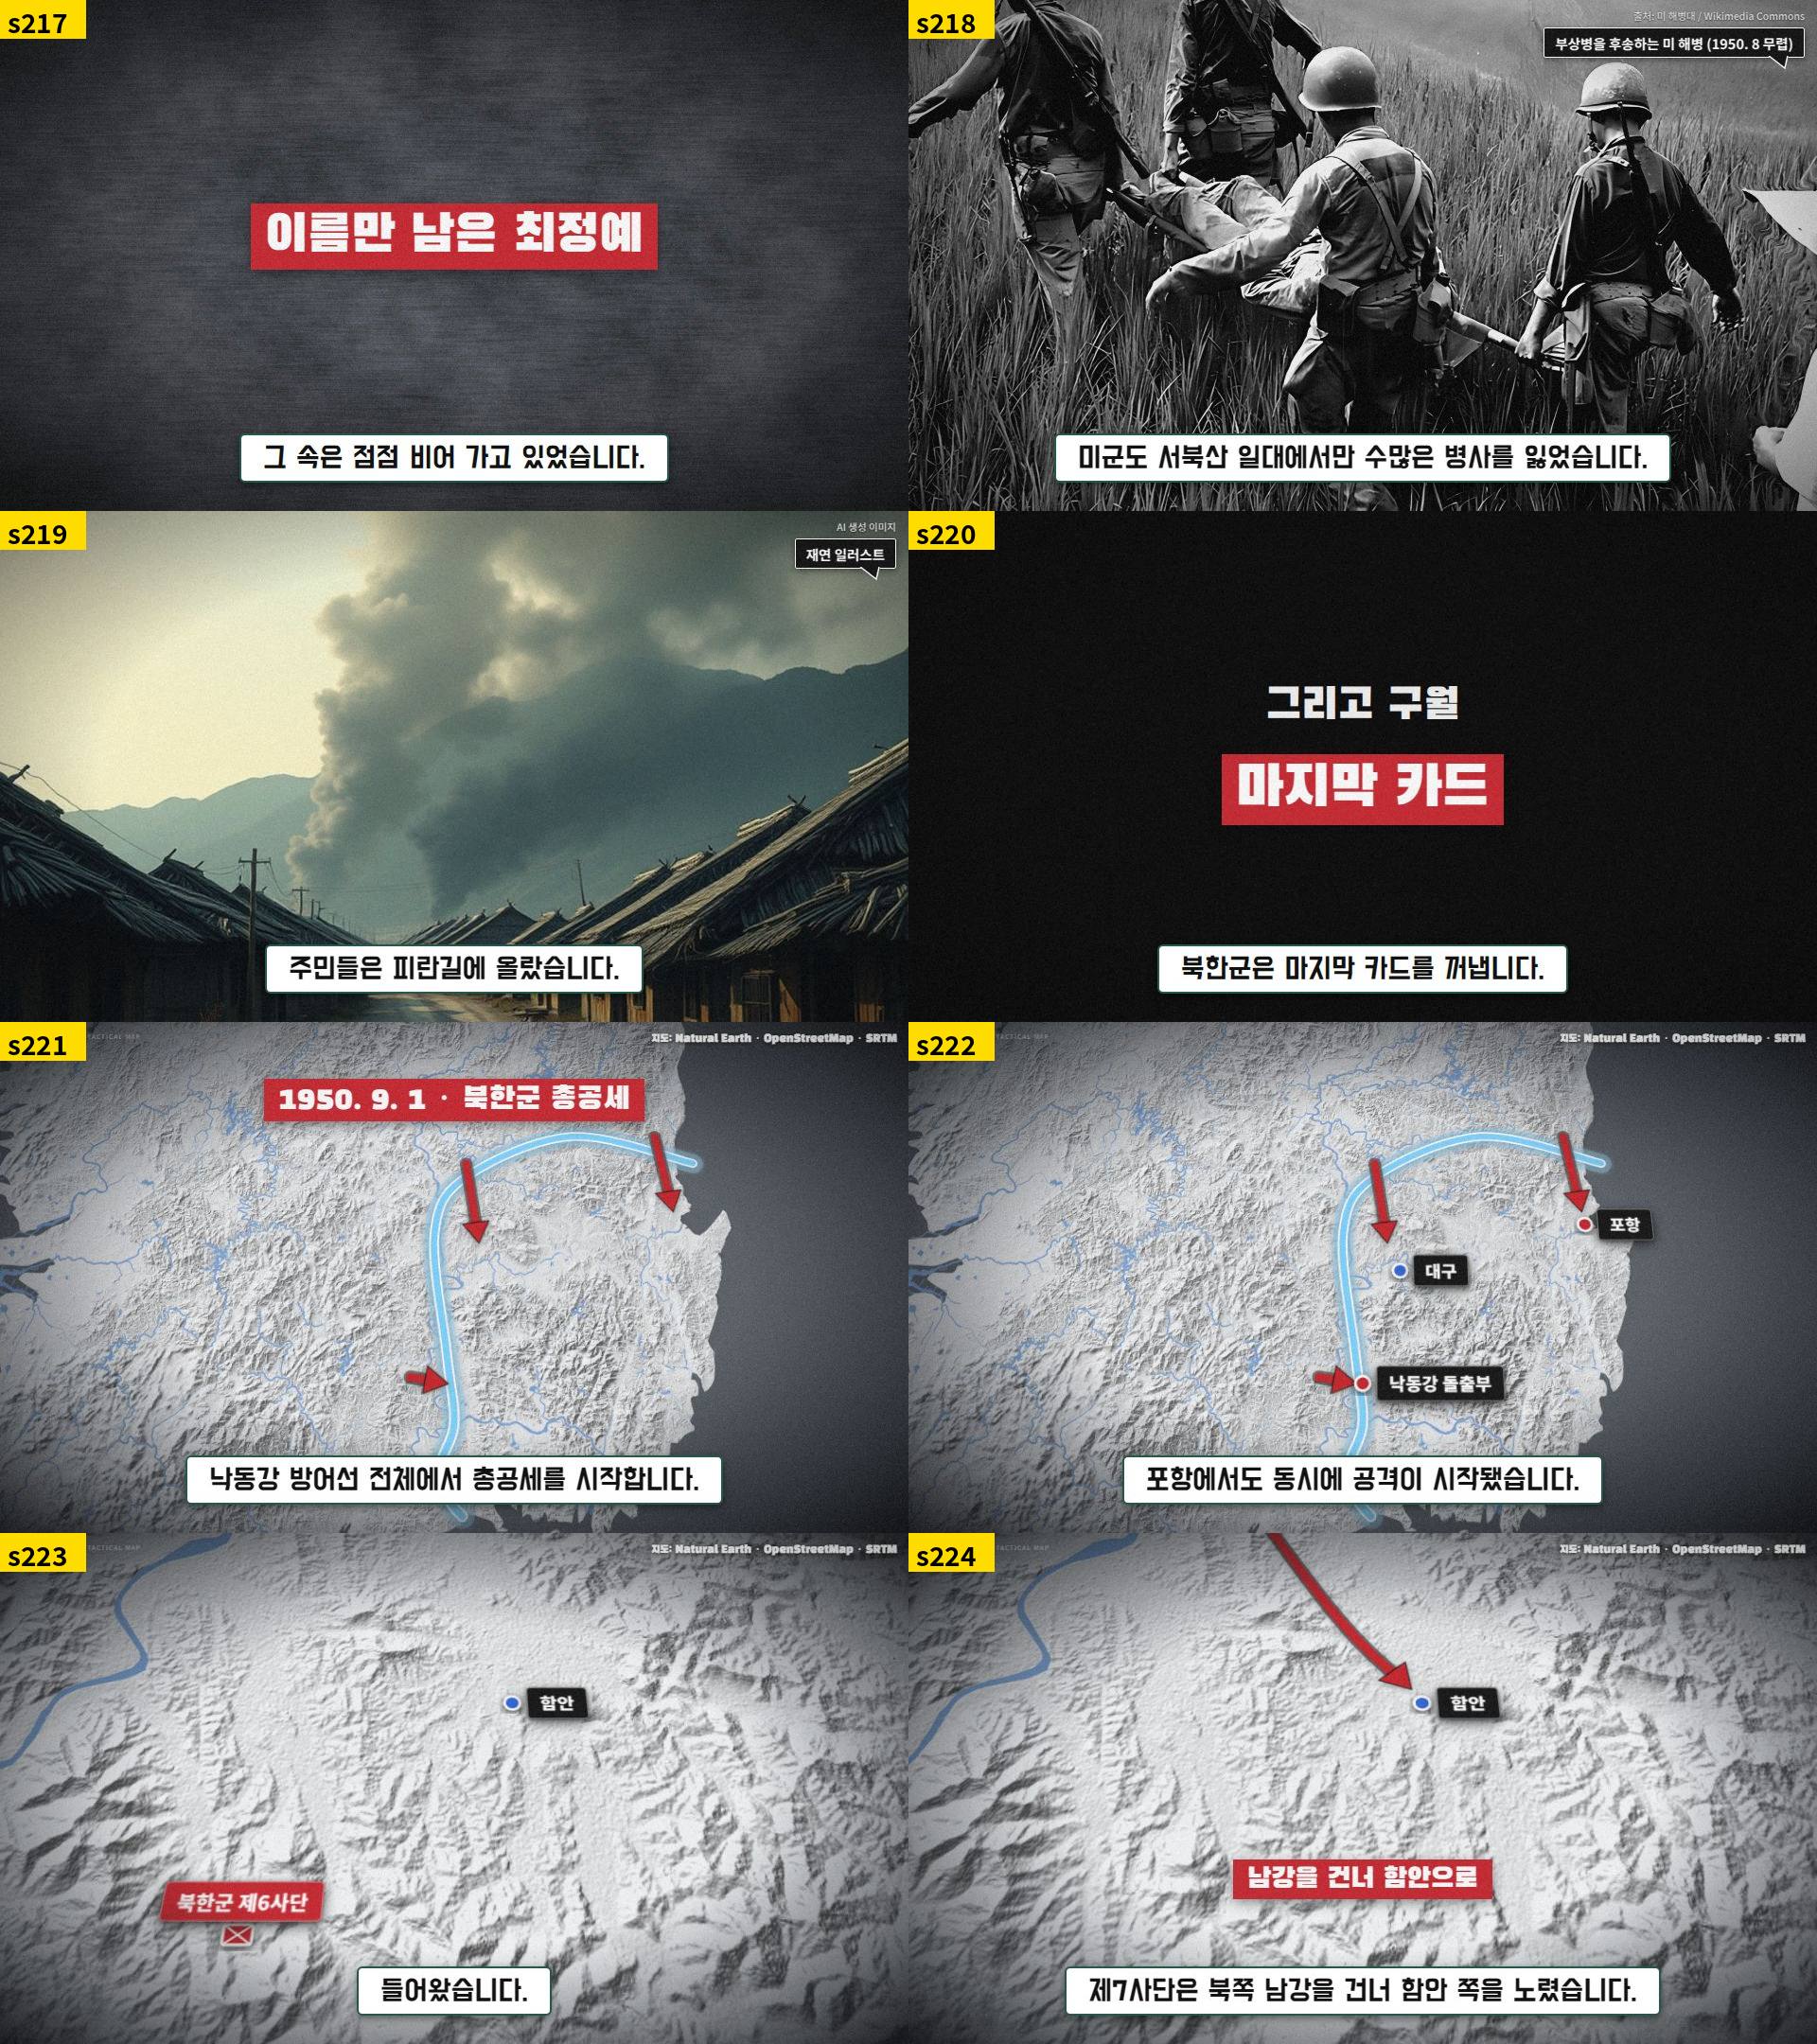 s217
이름만 남은 최정예
그 속은 점점 비어 가고 있었습니다.
s218
출처: 미 해병대 / Wikimedia Commons
부상병을 후송하는 미 해병 (1950. 8 무렵)
미군도 서북산 일대에서만 수많은 병사를 잃었습니다.
s219
AI 생성 이미지
재연 일러스트
주민들은 피란길에 올랐습니다.
s220
그리고 구월
마지막 카드
북한군은 마지막 카드를 꺼냅니다.
s221
TACTICAL MAP
지도: Natural Earth · OpenStreetMap · SRTM
1950. 9. 1 · 북한군 총공세
낙동강 방어선 전체에서 총공세를 시작합니다.
s222
TACTICAL MAP
지도: Natural Earth · OpenStreetMap · SRTM
포항
대구
낙동강 돌출부
포항에서도 동시에 공격이 시작됐습니다.
s223
TACTICAL MAP
지도: Natural Earth · OpenStreetMap · SRTM
함안
북한군 제6사단
들어왔습니다.
s224
TACTICAL MAP
지도: Natural Earth · OpenStreetMap · SRTM
함안
남강을 건너 함안으로
제7사단은 북쪽 남강을 건너 함안 쪽을 노렸습니다.